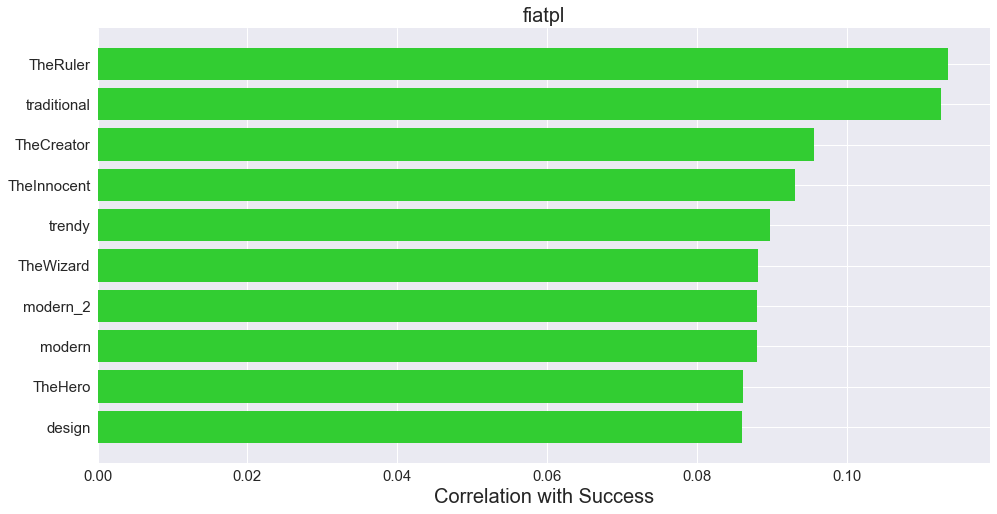 fiatpl
TheRuler
traditional
TheCreator
TheInnocent
trendy
TheWizard
modern_2
modern
TheHero
design
0.00 0.02 0.04 0.06 0.08 0.10
Correlation with Success